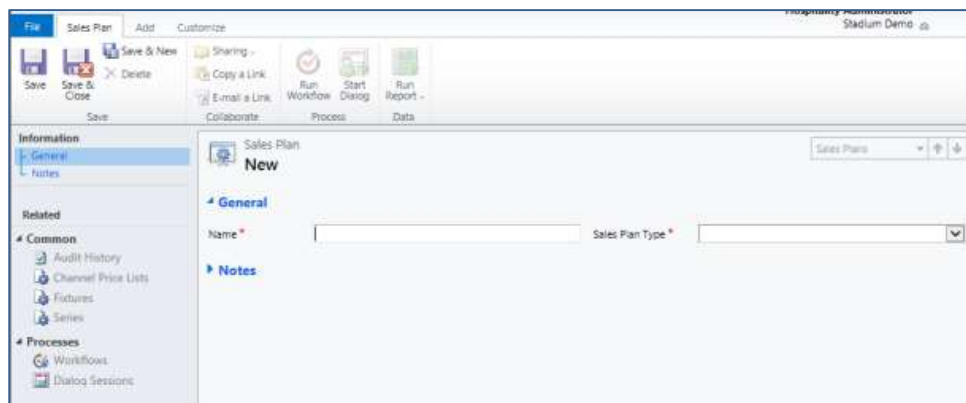 Hospitality Administrator
Stadium Demo
File
Sales Plan
Add
Customize
Save
Save & Close
Save & New
Delete
Save
Sharing
Copy a Link
E-mail a Link
Collaborate
Run Workflow
Start Dialog
Process
Run Report
Data
Information
General
Notes
Related
Common
Audit History
Channel Price Lists
Fixtures
Series
Processes
Workflows
Dialog Sessions
Sales Plan
New
Sales Plans
General
Name *
Sales Plan Type *
Notes